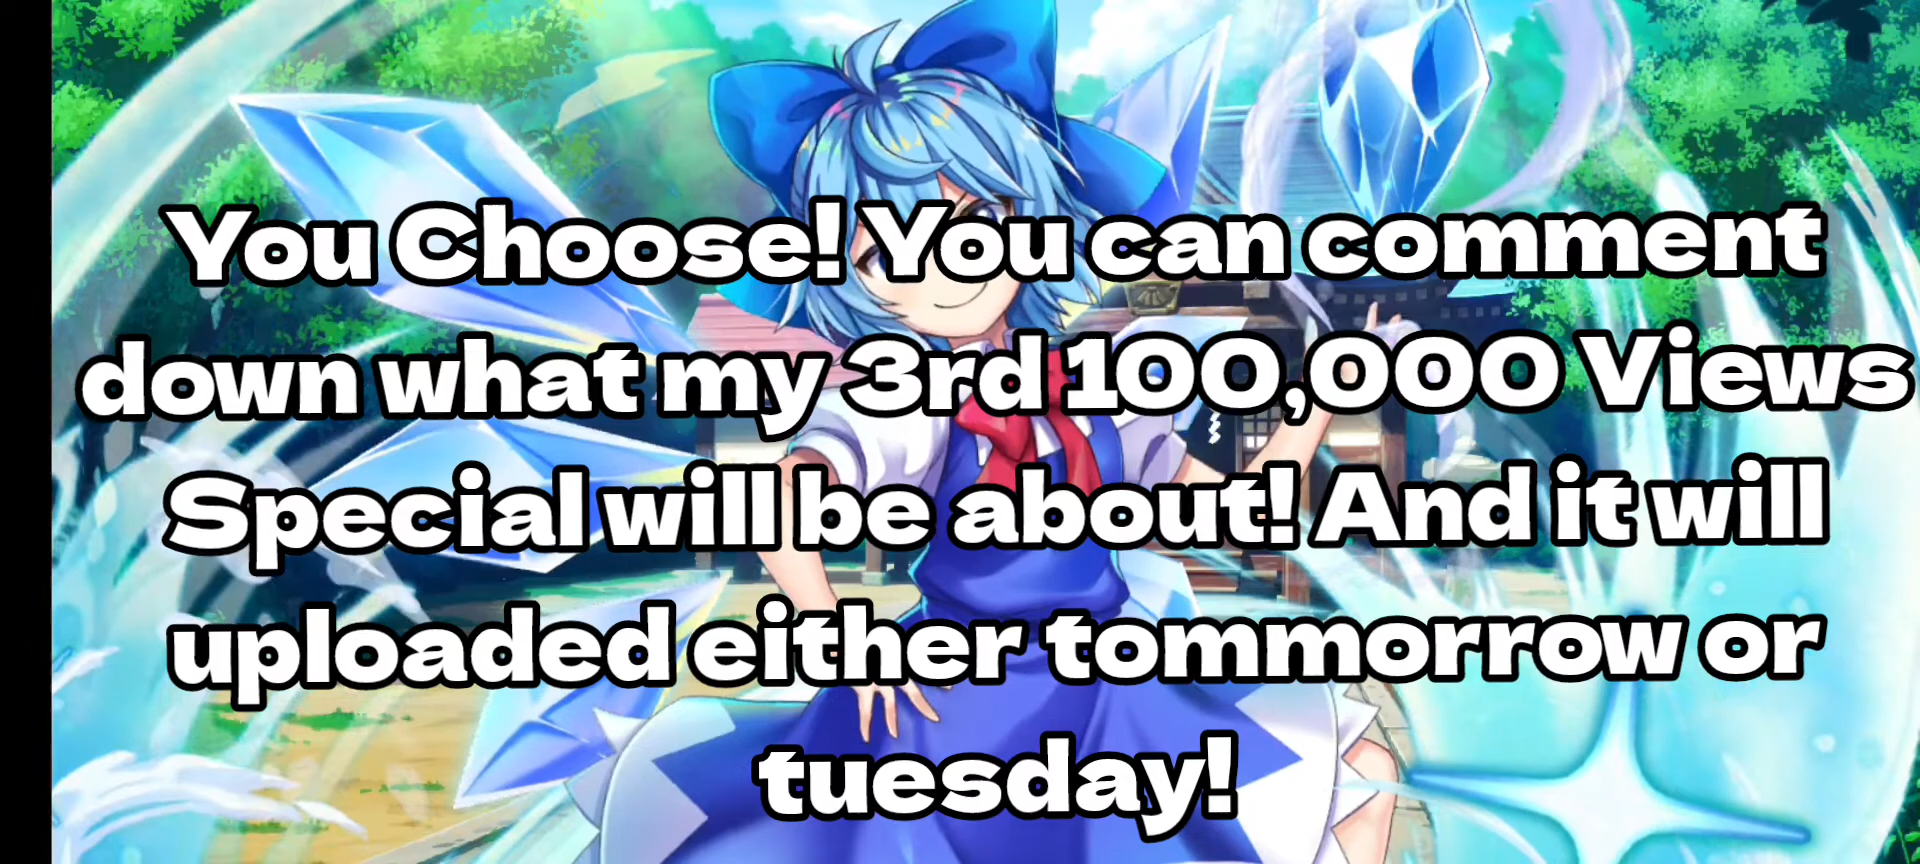 You Choose! You can comment
down what my 3rd 100,000 Views
Special will be about! And it will
uploaded either tommorrow or
tuesday!